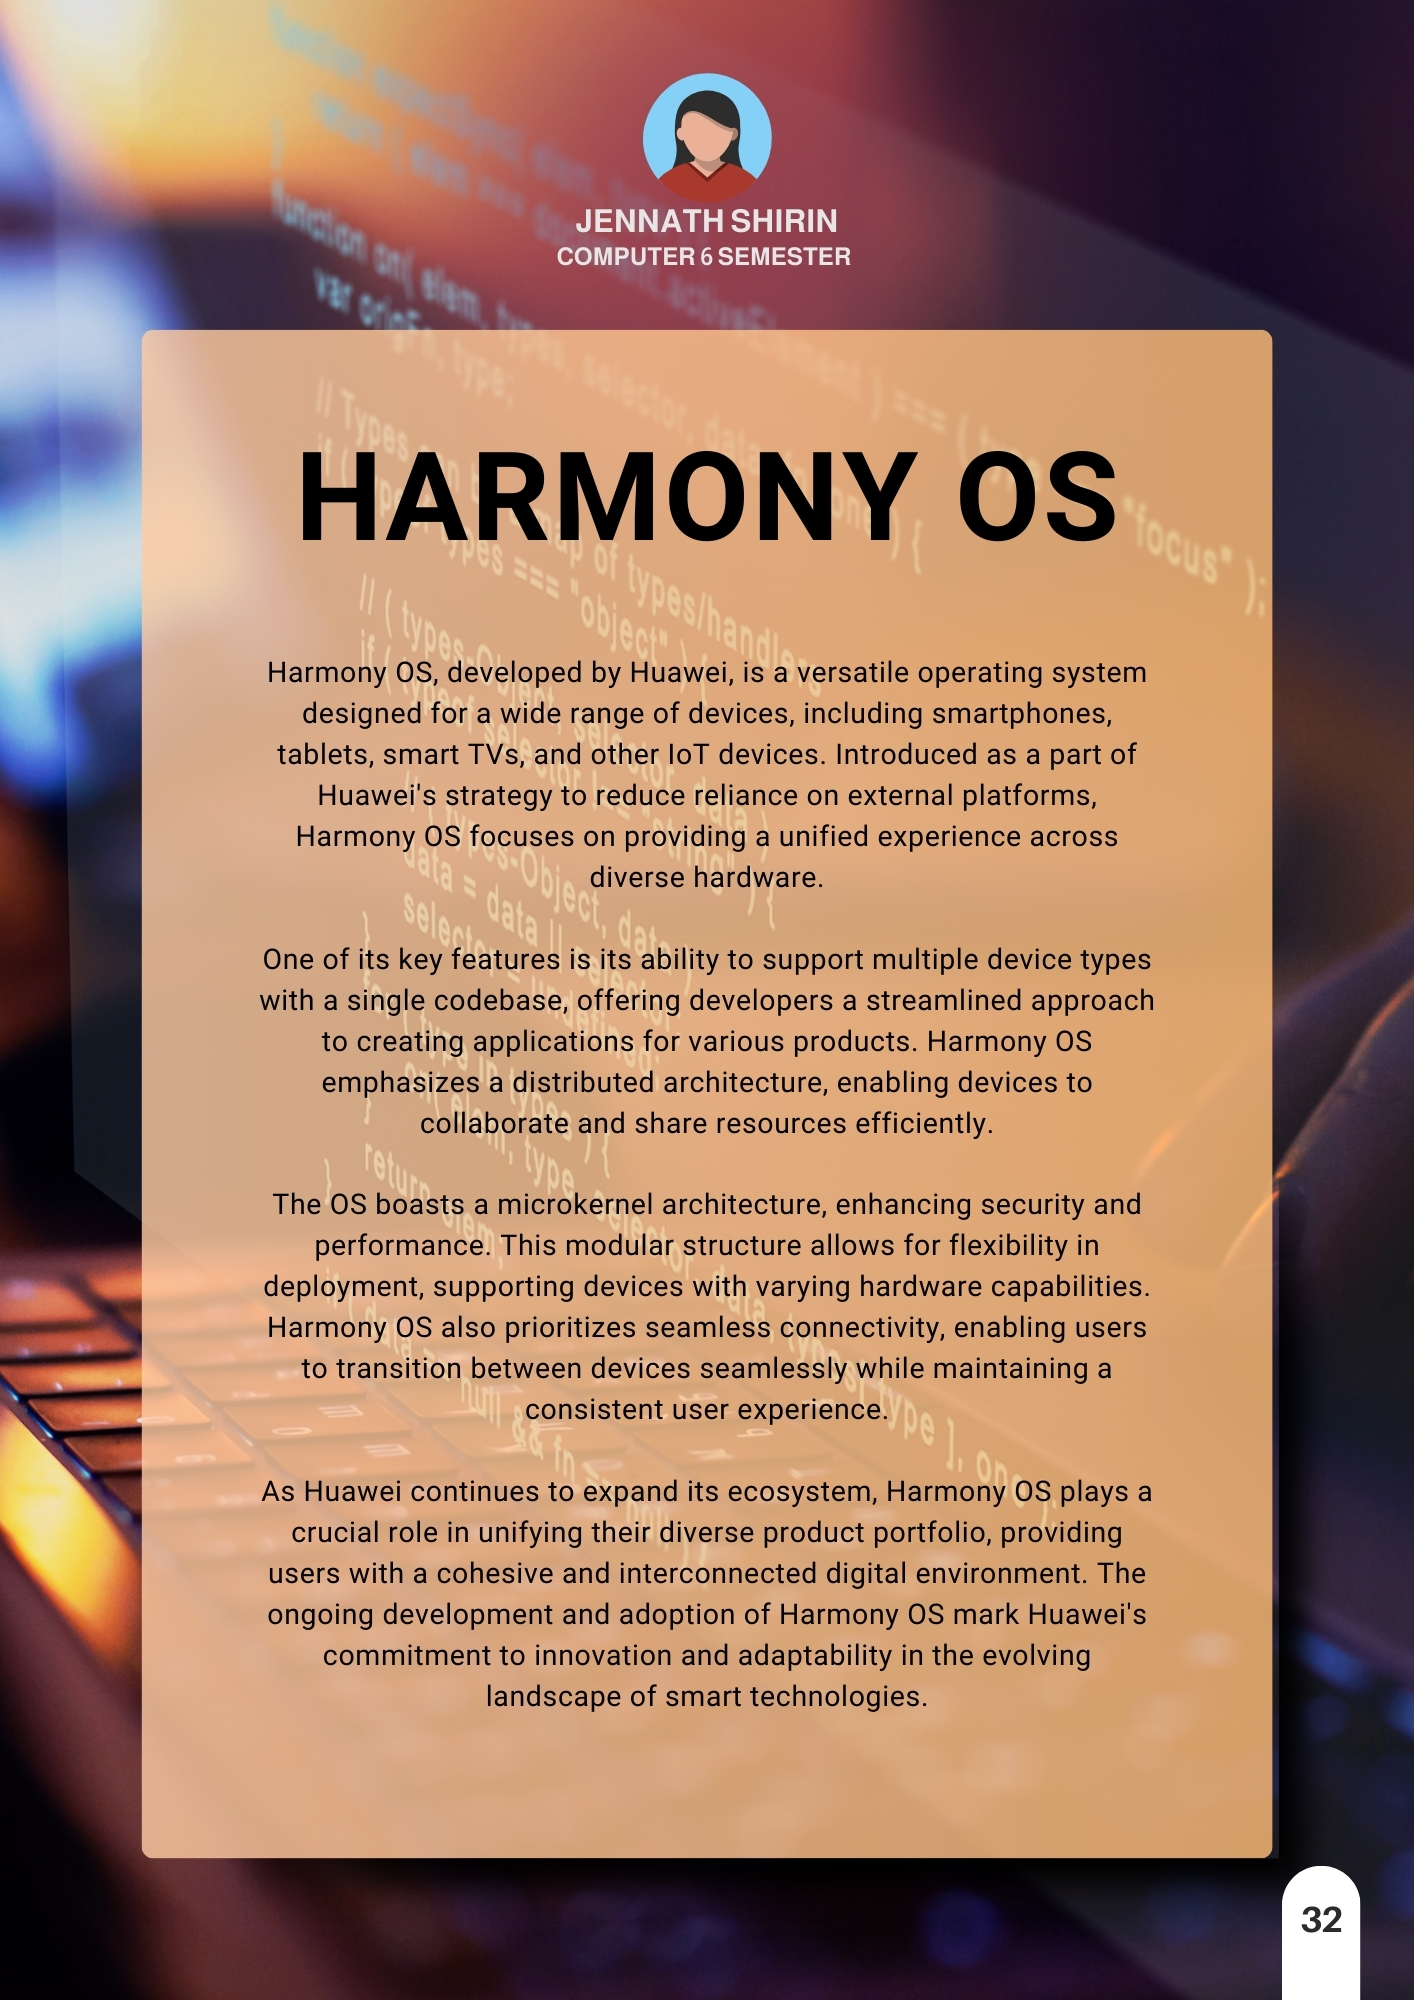 JENNATH SHIRIN
COMPUTER 6 SEMESTER
HARMONY OS
Harmony OS, developed by Huawei, is a versatile operating system
designed for a wide range of devices, including smartphones,
tablets, smart TVs, and other IoT devices. Introduced as a part of
Huawei's strategy to reduce reliance on external platforms,
Harmony OS focuses on providing a unified experience across
diverse hardware.
One of its key features is its ability to support multiple device types
with a single codebase, offering developers a streamlined approach
to creating applications for various products. Harmony OS
emphasizes a distributed architecture, enabling devices to
collaborate and share resources efficiently.
The OS boasts a microkernel architecture, enhancing security and
performance. This modular structure allows for flexibility in
deployment, supporting devices with varying hardware capabilities.
Harmony OS also prioritizes seamless connectivity, enabling users
to transition between devices seamlessly while maintaining a
consistent user experience.
As Huawei continues to expand its ecosystem, Harmony OS plays a
crucial role in unifying their diverse product portfolio, providing
users with a cohesive and interconnected digital environment. The
ongoing development and adoption of Harmony OS mark Huawei's
commitment to innovation and adaptability in the evolving
landscape of smart technologies.
32